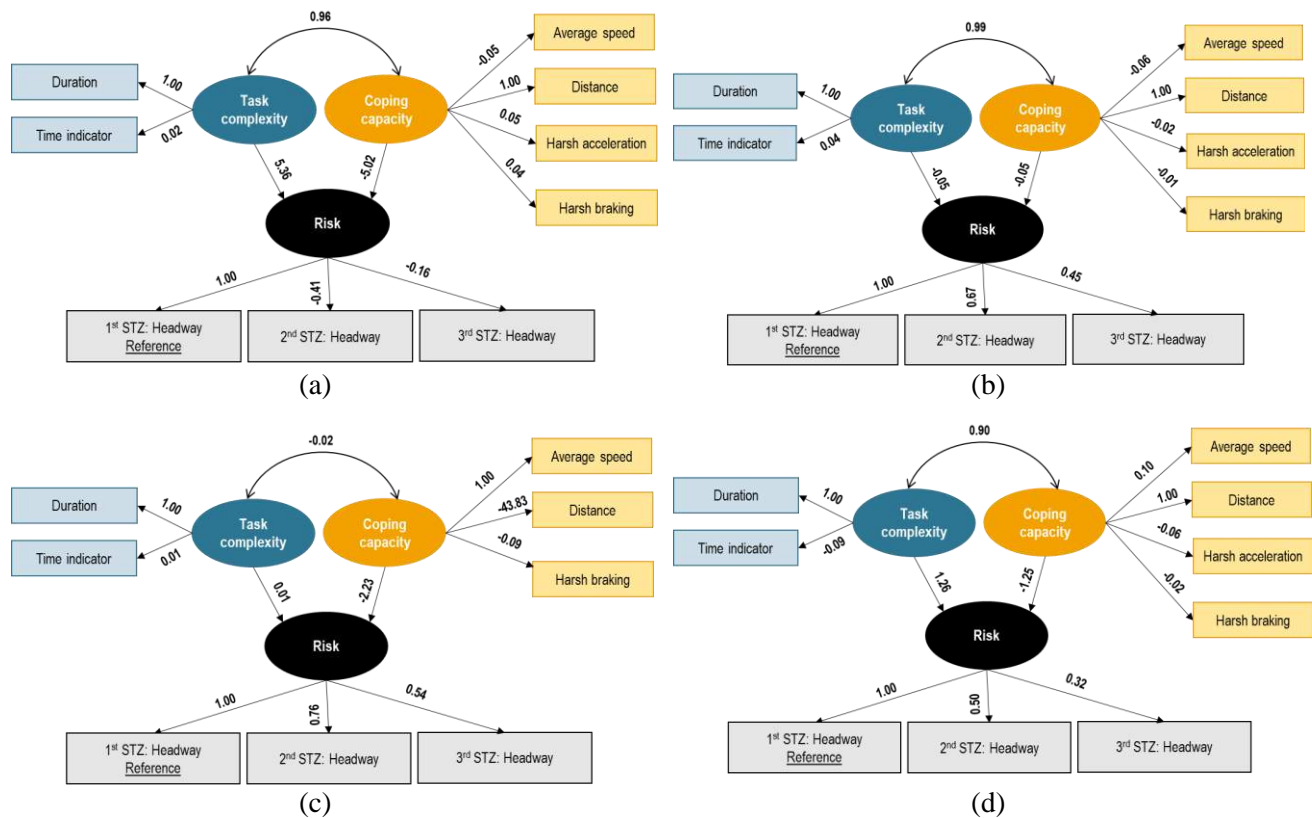 0.96
Average speed
-0.05
Duration
1.00
Task
complexity
Coping
capacity
1.00
Distance
Time indicator
0.02
0.05
Harsh acceleration
0.04
5.36
-5.02
Harsh braking
Risk
1.00
-0.41
-0.16
1st STZ: Headway
Reference
2nd STZ: Headway
3rd STZ: Headway
(a)
0.99
Average speed
-0.06
Duration
1.00
Task
complexity
Coping
capacity
1.00
Distance
Time indicator
0.04
-0.02
Harsh acceleration
-0.01
-0.05
-0.05
Harsh braking
Risk
1.00
0.67
0.45
1st STZ: Headway
Reference
2nd STZ: Headway
3rd STZ: Headway
(b)
-0.02
Average speed
1.00
Duration
1.00
Task
complexity
Coping
capacity
-43.83
Distance
Time indicator
0.01
-0.09
Harsh braking
0.01
-2.23
Risk
1.00
0.76
0.54
1st STZ: Headway
Reference
2nd STZ: Headway
3rd STZ: Headway
(c)
0.90
Average speed
0.10
Duration
1.00
Task
complexity
Coping
capacity
1.00
Distance
Time indicator
-0.09
-0.06
Harsh acceleration
-0.02
1.26
-1.25
Harsh braking
Risk
1.00
0.50
0.32
1st STZ: Headway
Reference
2nd STZ: Headway
3rd STZ: Headway
(d)